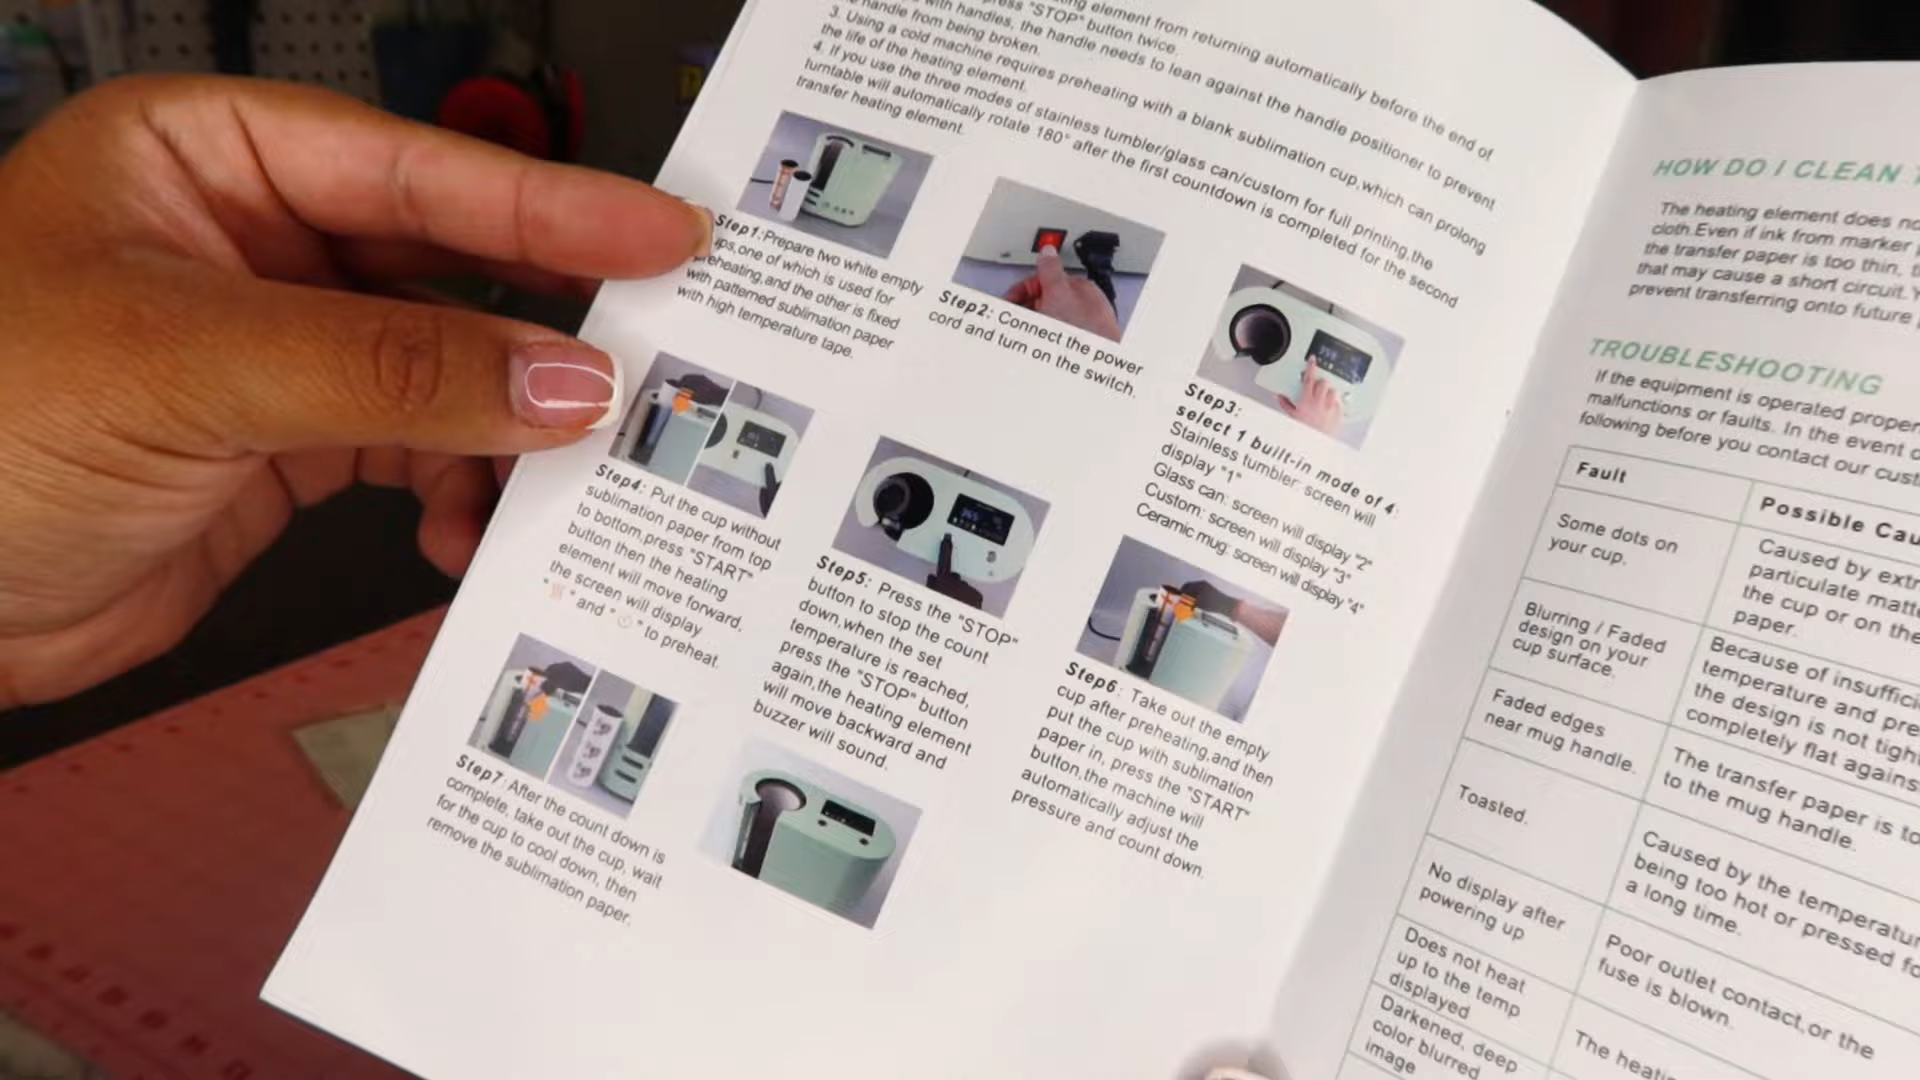 element from returning automatically before the end of
press "STOP" button twice.
with handles, the handle needs to lean against the handle positioner to prevent
handle from being broken.
3. Using a cold machine requires preheating with a blank sublimation cup,which can prolong
the life of the heating element.
4. If you use the three modes of stainless tumbler/glass can/custom for full printing,the
turntable will automatically rotate 180° after the first countdown is completed for the second
transfer heating element.
Step1:Prepare two white empty
ups,one of which is used for
preheating,and the other is fixed
with patterned sublimation paper
with high temperature tape.
Step2: Connect the power
cord and turn on the switch.
Step3:
select 1 built-in mode of 4:
Stainless tumbler: screen will
display "1"
Glass can: screen will display "2"
Custom: screen will display "3"
Ceramic mug: screen will display "4"
Step4: Put the cup without
sublimation paper from top
to bottom,press "START"
button then the heating
element will move forward,
the screen will display
" " and " " to preheat.
Step5: Press the "STOP"
button to stop the count
down,when the set
temperature is reached,
press the "STOP" button
again,the heating element
will move backward and
buzzer will sound.
Step6: Take out the empty
cup after preheating,and then
put the cup with sublimation
paper in, press the "START"
button,the machine will
automatically adjust the
pressure and count down.
Step7: After the count down is
complete, take out the cup, wait
for the cup to cool down, then
remove the sublimation paper.
HOW DO I CLEAN
The heating element does no
cloth.Even if ink from marker
the transfer paper is too thin,
that may cause a short circuit.
prevent transferring onto future
TROUBLESHOOTING
If the equipment is operated proper
malfunctions or faults. In the event
following before you contact our cust
Fault
Possible Cau
Some dots on
your cup.
Caused by extr
particulate matt
the cup or on the
paper.
Blurring / Faded
design on your
cup surface.
Because of insuffici
temperature and pre
the design is not tigh
completely flat agains
Faded edges
near mug handle.
The transfer paper is to
to the mug handle.
Toasted.
Caused by the temperatur
being too hot or pressed fo
a long time.
No display after
powering up
Poor outlet contact,or the
fuse is blown.
Does not heat
up to the temp
displayed
The heati
Darkened, deep
color blurred
image